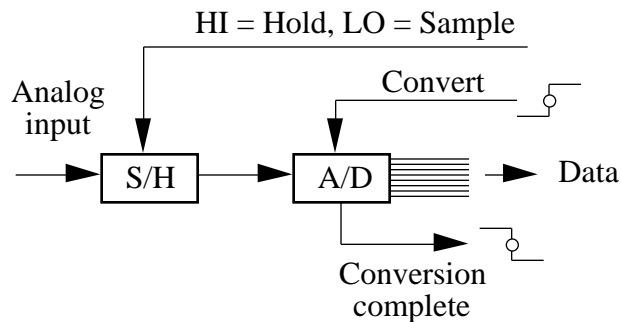 HI = Hold, LO = Sample
Convert
Analog
input
S/H
A/D
Data
Conversion
complete